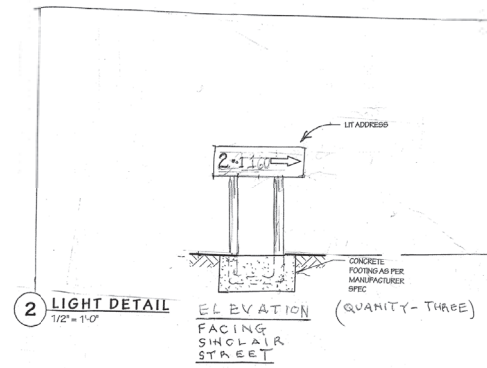 LIT ADDRESS
CONCRETE
FOOTING AS PER
MANUFACTURER
SPEC
2 LIGHT DETAIL
1/2" = 1'-0"
ELEVATION
FACING
SINCLAIR
STREET
(QUANITY - THREE)